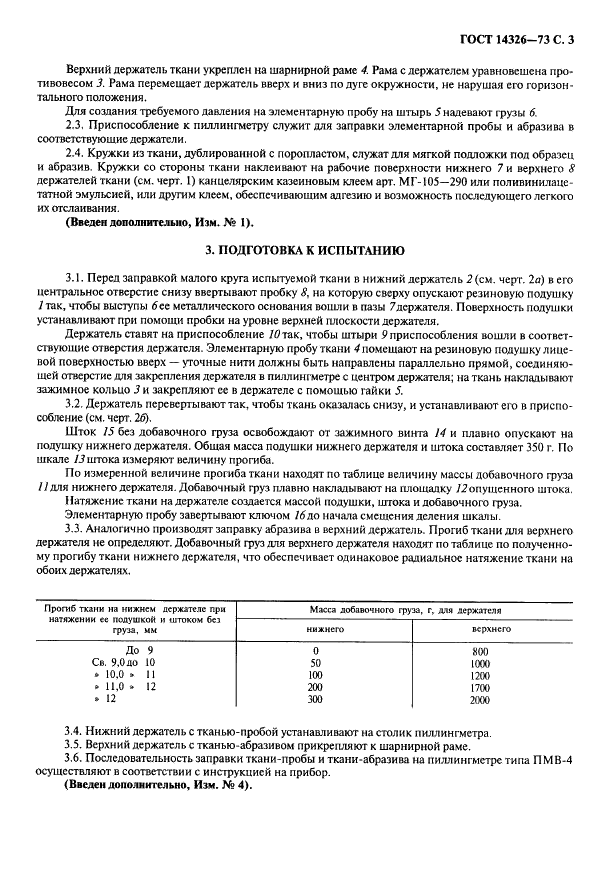 ГОСТ 14326—73 С. 3
Верхний держатель ткани укреплен на шарнирной раме 4. Рама с держателем уравновешена про-
тивовесом 3. Рама перемещает держатель вверх и вниз по дуге окружности, не нарушая его горизон-
тального положения.
Для создания требуемого давления на элементарную пробу на штырь 5 надевают грузы 6.
2.3. Приспособление к пиллингметру служит для заправки элементарной пробы и абразива в
соответствующие держатели.
2.4. Кружки из ткани, дублированной с поропластом, служат для мягкой подложки под образец
и абразив. Кружки со стороны ткани наклеивают на рабочие поверхности нижнего 7 и верхнего 8
держателей ткани (см. черт. 1) канцелярским казеиновым клеем арт. МГ-105—290 или поливинилаце-
татной эмульсией, или другим клеем, обеспечивающим адгезию и возможность последующего легкого
их отслаивания.
(Введен дополнительно, Изм. № 1).
3. ПОДГОТОВКА К ИСПЫТАНИЮ
3.1. Перед заправкой малого круга испытуемой ткани в нижний держатель 2 (см. черт. 2а) в его
центральное отверстие снизу ввертывают пробку 8, на которую сверху опускают резиновую подушку
1 так, чтобы выступы 6 ее металлического основания вошли в пазы 7 держателя. Поверхность подушки
устанавливают при помощи пробки на уровне верхней плоскости держателя.
Держатель ставят на приспособление 10 так, чтобы штыри 9 приспособления вошли в соответ-
ствующие отверстия держателя. Элементарную пробу ткани 4 помещают на резиновую подушку лице-
вой поверхностью вверх — уточные нити должны быть направлены параллельно прямой, соединяю-
щей отверстие для закрепления держателя в пиллингметре с центром держателя; на ткань накладывают
зажимное кольцо 3 и закрепляют ее в держателе с помощью гайки 5.
3.2. Держатель перевертывают так, чтобы ткань оказалась снизу, и устанавливают его в приспо-
собление (см. черт. 2б).
Шток 15 без добавочного груза освобождают от зажимного винта 14 и плавно опускают на
подушку нижнего держателя. Общая масса подушки нижнего держателя и штока составляет 350 г. По
шкале 13 штока измеряют величину прогиба.
По измеренной величине прогиба ткани находят по таблице величину массы добавочного груза
11 для нижнего держателя. Добавочный груз плавно накладывают на площадку 12 опущенного штока.
Натяжение ткани на держателе создается массой подушки, штока и добавочного груза.
Элементарную пробу завертывают ключом 16 до начала смещения деления шкалы.
3.3. Аналогично производят заправку абразива в верхний держатель. Прогиб ткани для верхнего
держателя не определяют. Добавочный груз для верхнего держателя находят по таблице по полученно-
му прогибу ткани нижнего держателя, что обеспечивает одинаковое радиальное натяжение ткани на
обоих держателях.
Прогиб ткани на нижнем держателе при
натяжении ее подушкой и штоком без
груза, мм
Масса добавочного груза, г, для держателя
нижнего верхнего
До 9 0 800
Св. 9,0 до 10 50 1000
» 10,0 » 11 100 1200
» 11,0 » 12 200 1700
» 12 300 2000
3.4. Нижний держатель с тканью-пробой устанавливают на столик пиллингметра.
3.5. Верхний держатель с тканью-абразивом прикрепляют к шарнирной раме.
3.6. Последовательность заправки ткани-пробы и ткани-абразива на пиллингметре типа ПМВ-4
осуществляют в соответствии с инструкцией на прибор.
(Введен дополнительно, Изм. № 4).